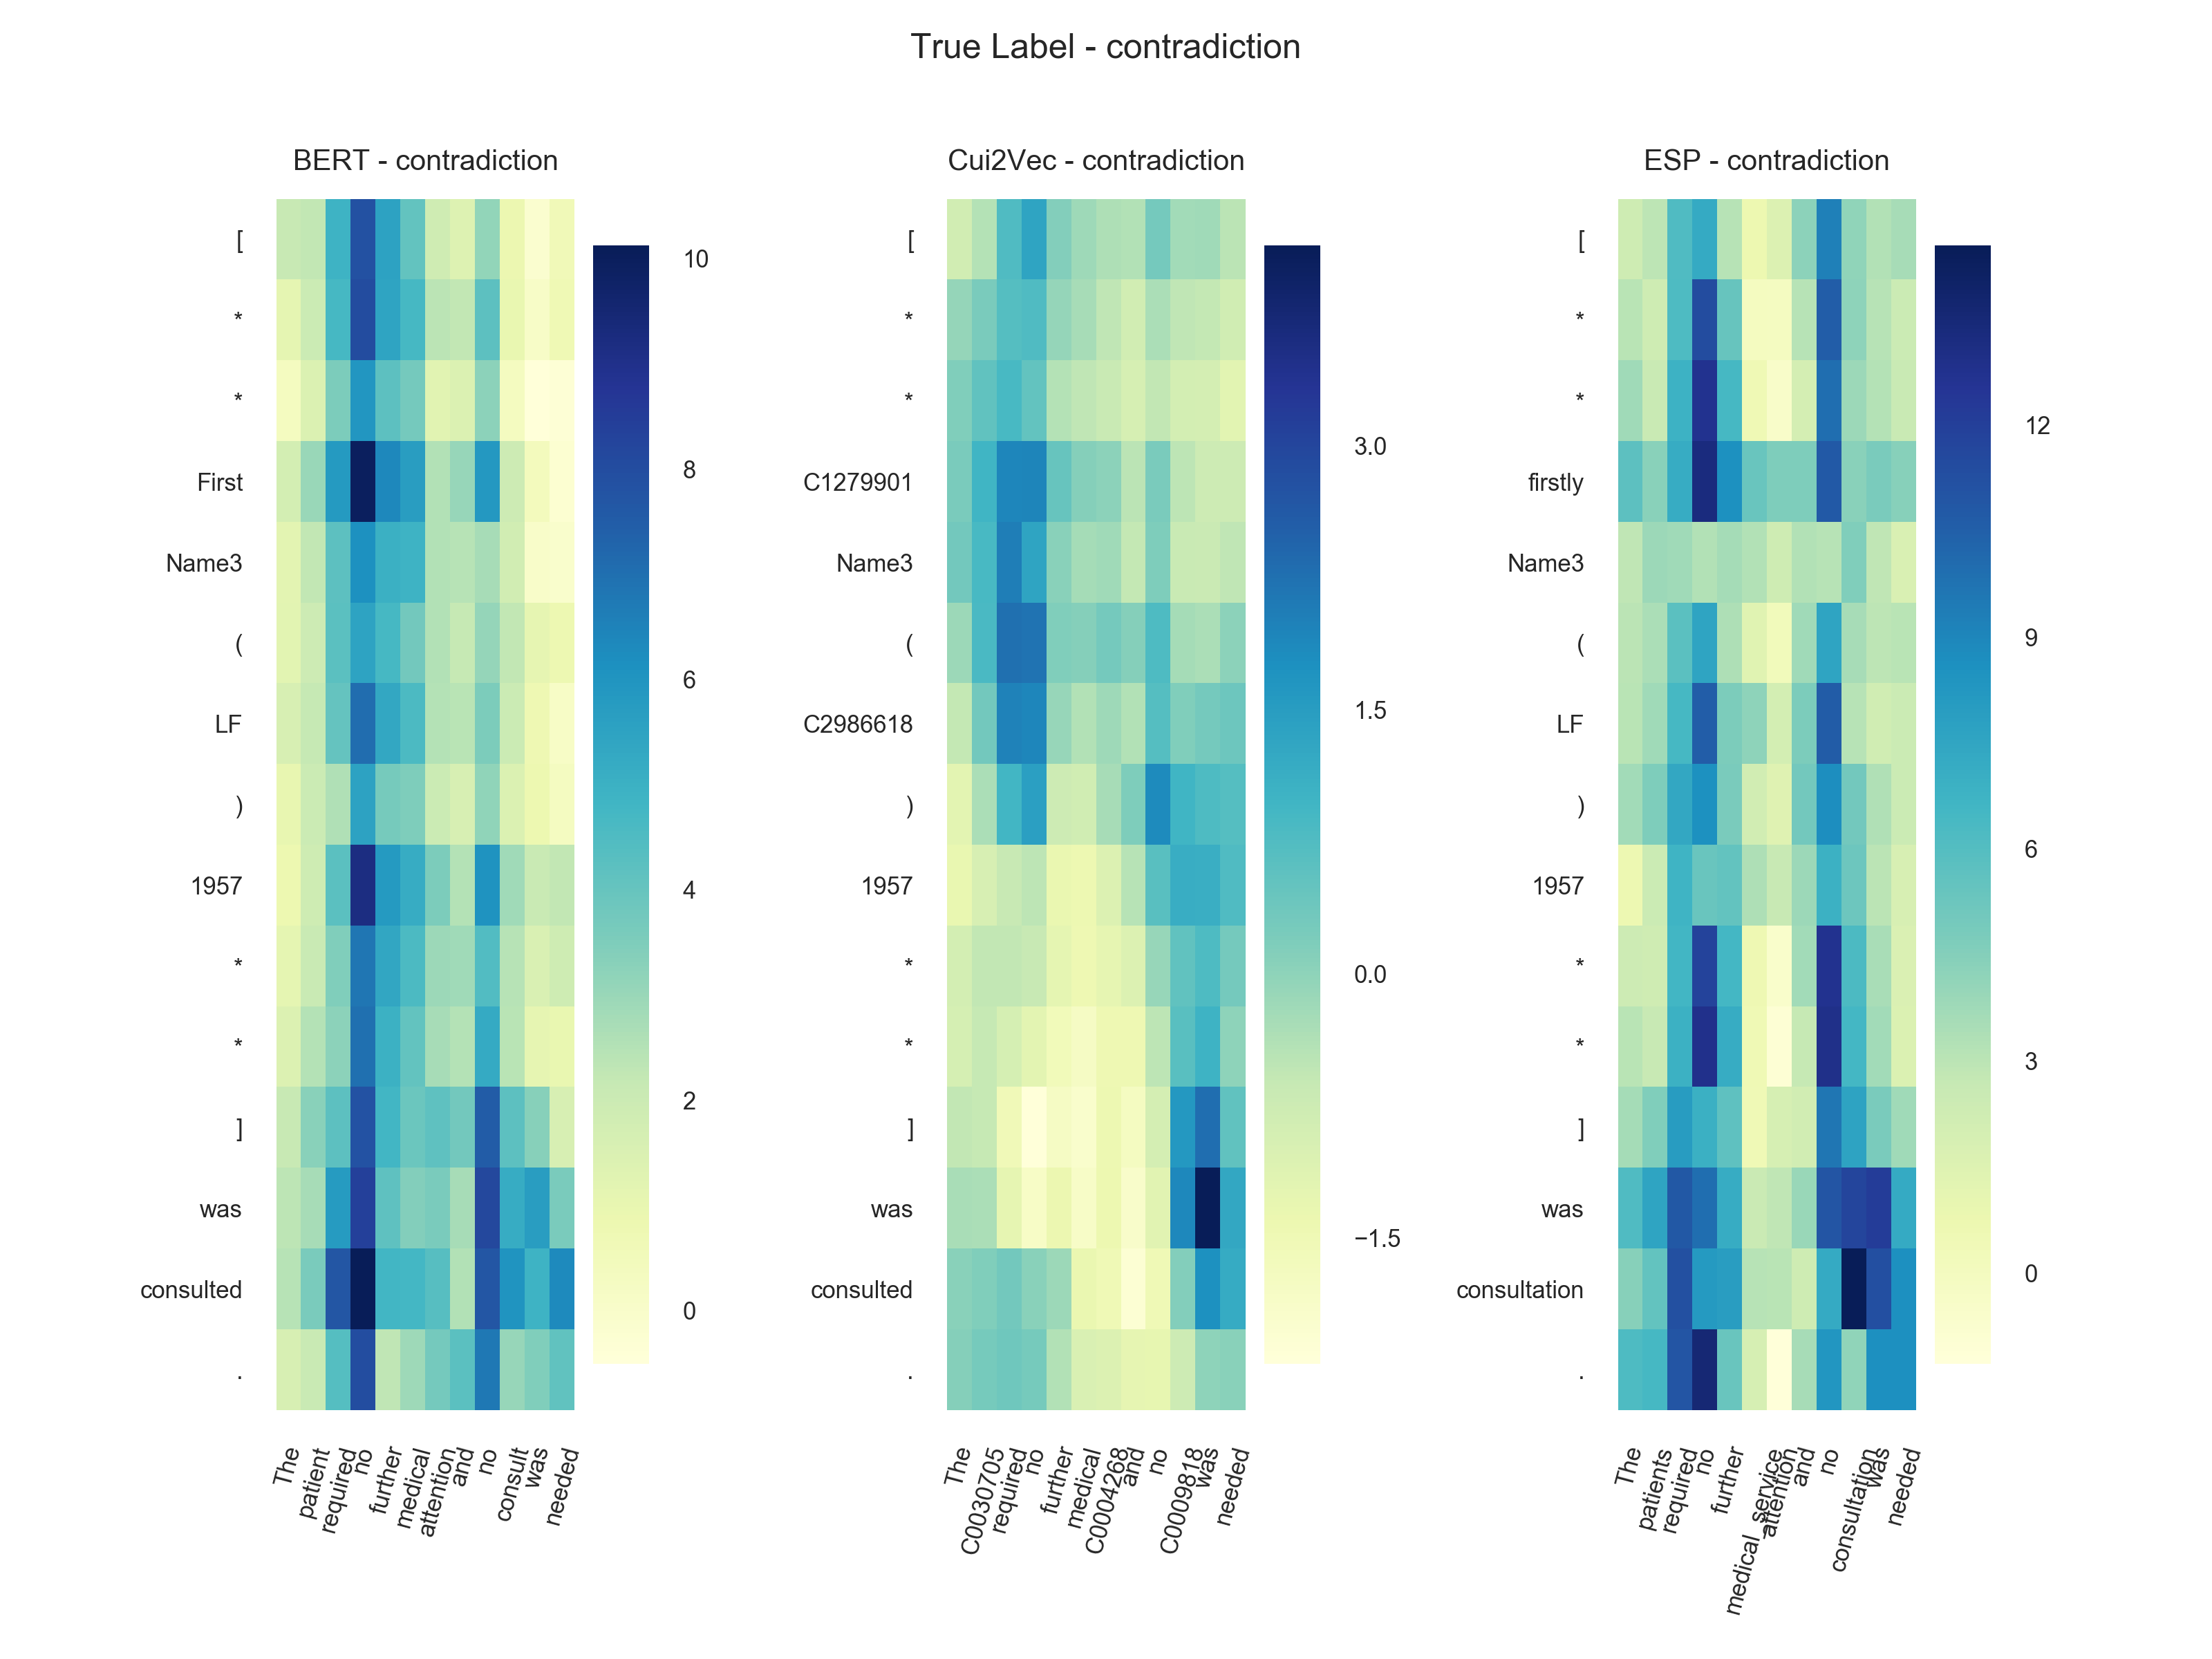 True Label - contradiction
BERT - contradiction
[
*
*
First
Name3
(
LF
)
1957
*
*
]
was
consulted
.
The
patient
required
no
further
medical
attention
and
no
consult
was
needed
10
8
6
4
2
0
Cui2Vec - contradiction
[
*
*
C1279901
Name3
(
C2986618
)
1957
*
*
]
was
consulted
.
The
C0030705
required
no
further
medical
C0004268
and
no
C0009818
was
needed
3.0
1.5
0.0
−1.5
ESP - contradiction
[
*
*
firstly
Name3
(
LF
)
1957
*
*
]
was
consultation
.
The
patients
required
no
further
medical_service
attention
and
no
consultation
was
needed
12
9
6
3
0